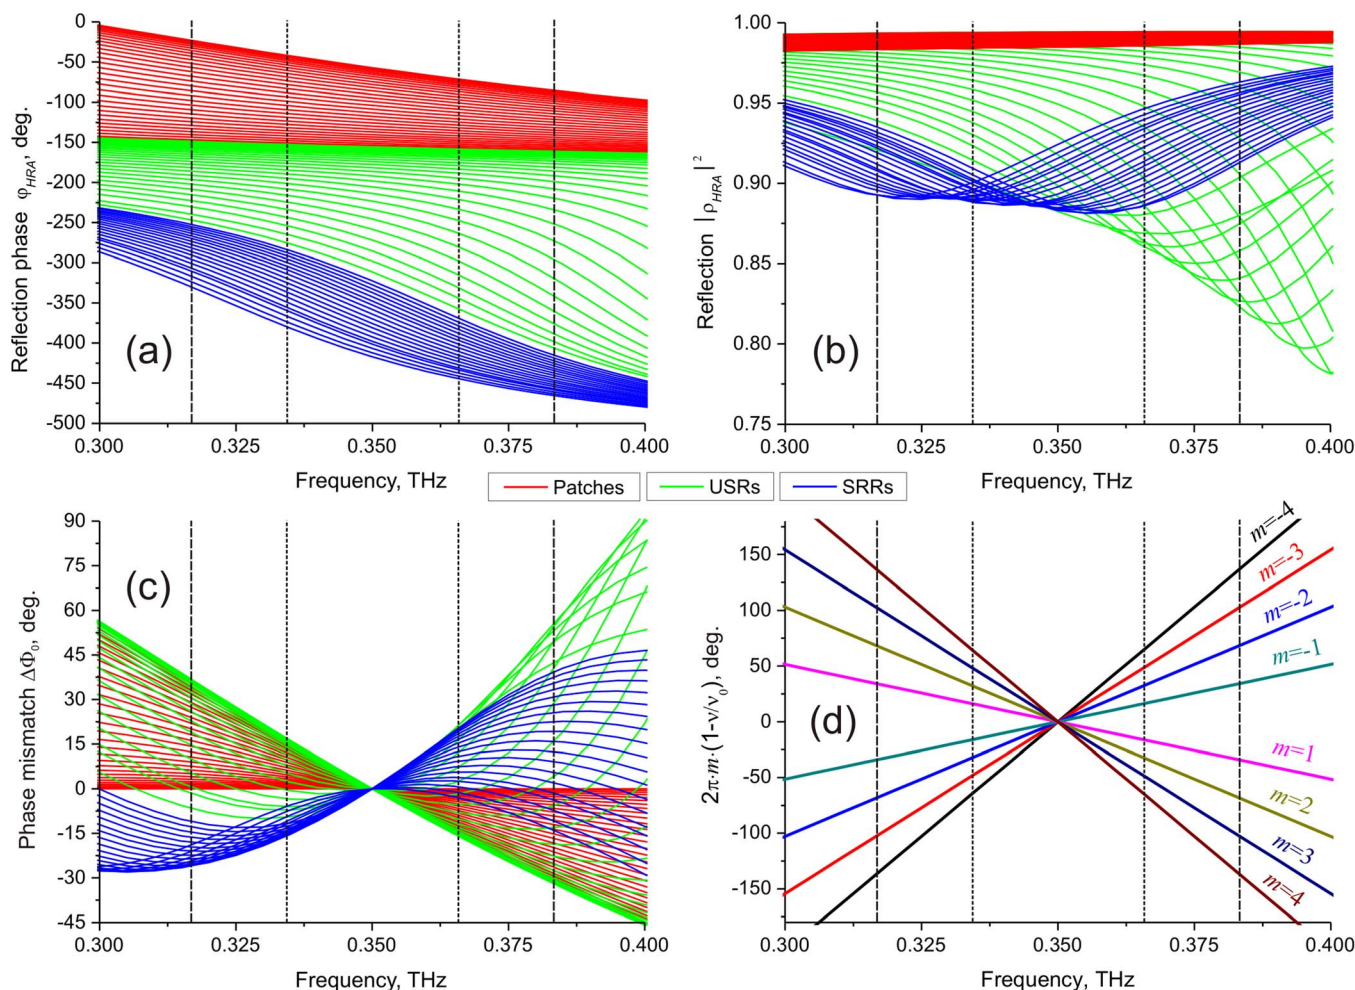 0
-50
-100
-150
-200
-250
-300
-350
-400
-450
-500
Reflection phase φHRA, deg.
(a)
0.300 0.325 0.350 0.375 0.400
Frequency, THz
1.00
0.95
0.90
0.85
0.80
0.75
Reflection |ρHRA|²
(b)
0.300 0.325 0.350 0.375 0.400
Frequency, THz
Patches USRs SRRs
90
75
60
45
30
15
0
-15
-30
-45
Phase mismatch ΔΦ0, deg.
(c)
0.300 0.325 0.350 0.375 0.400
Frequency, THz
150
100
50
0
-50
-100
-150
2π·m·(1-ν/ν0), deg.
(d)
m=-4
m=-3
m=-2
m=-1
m=1
m=2
m=3
m=4
0.300 0.325 0.350 0.375 0.400
Frequency, THz